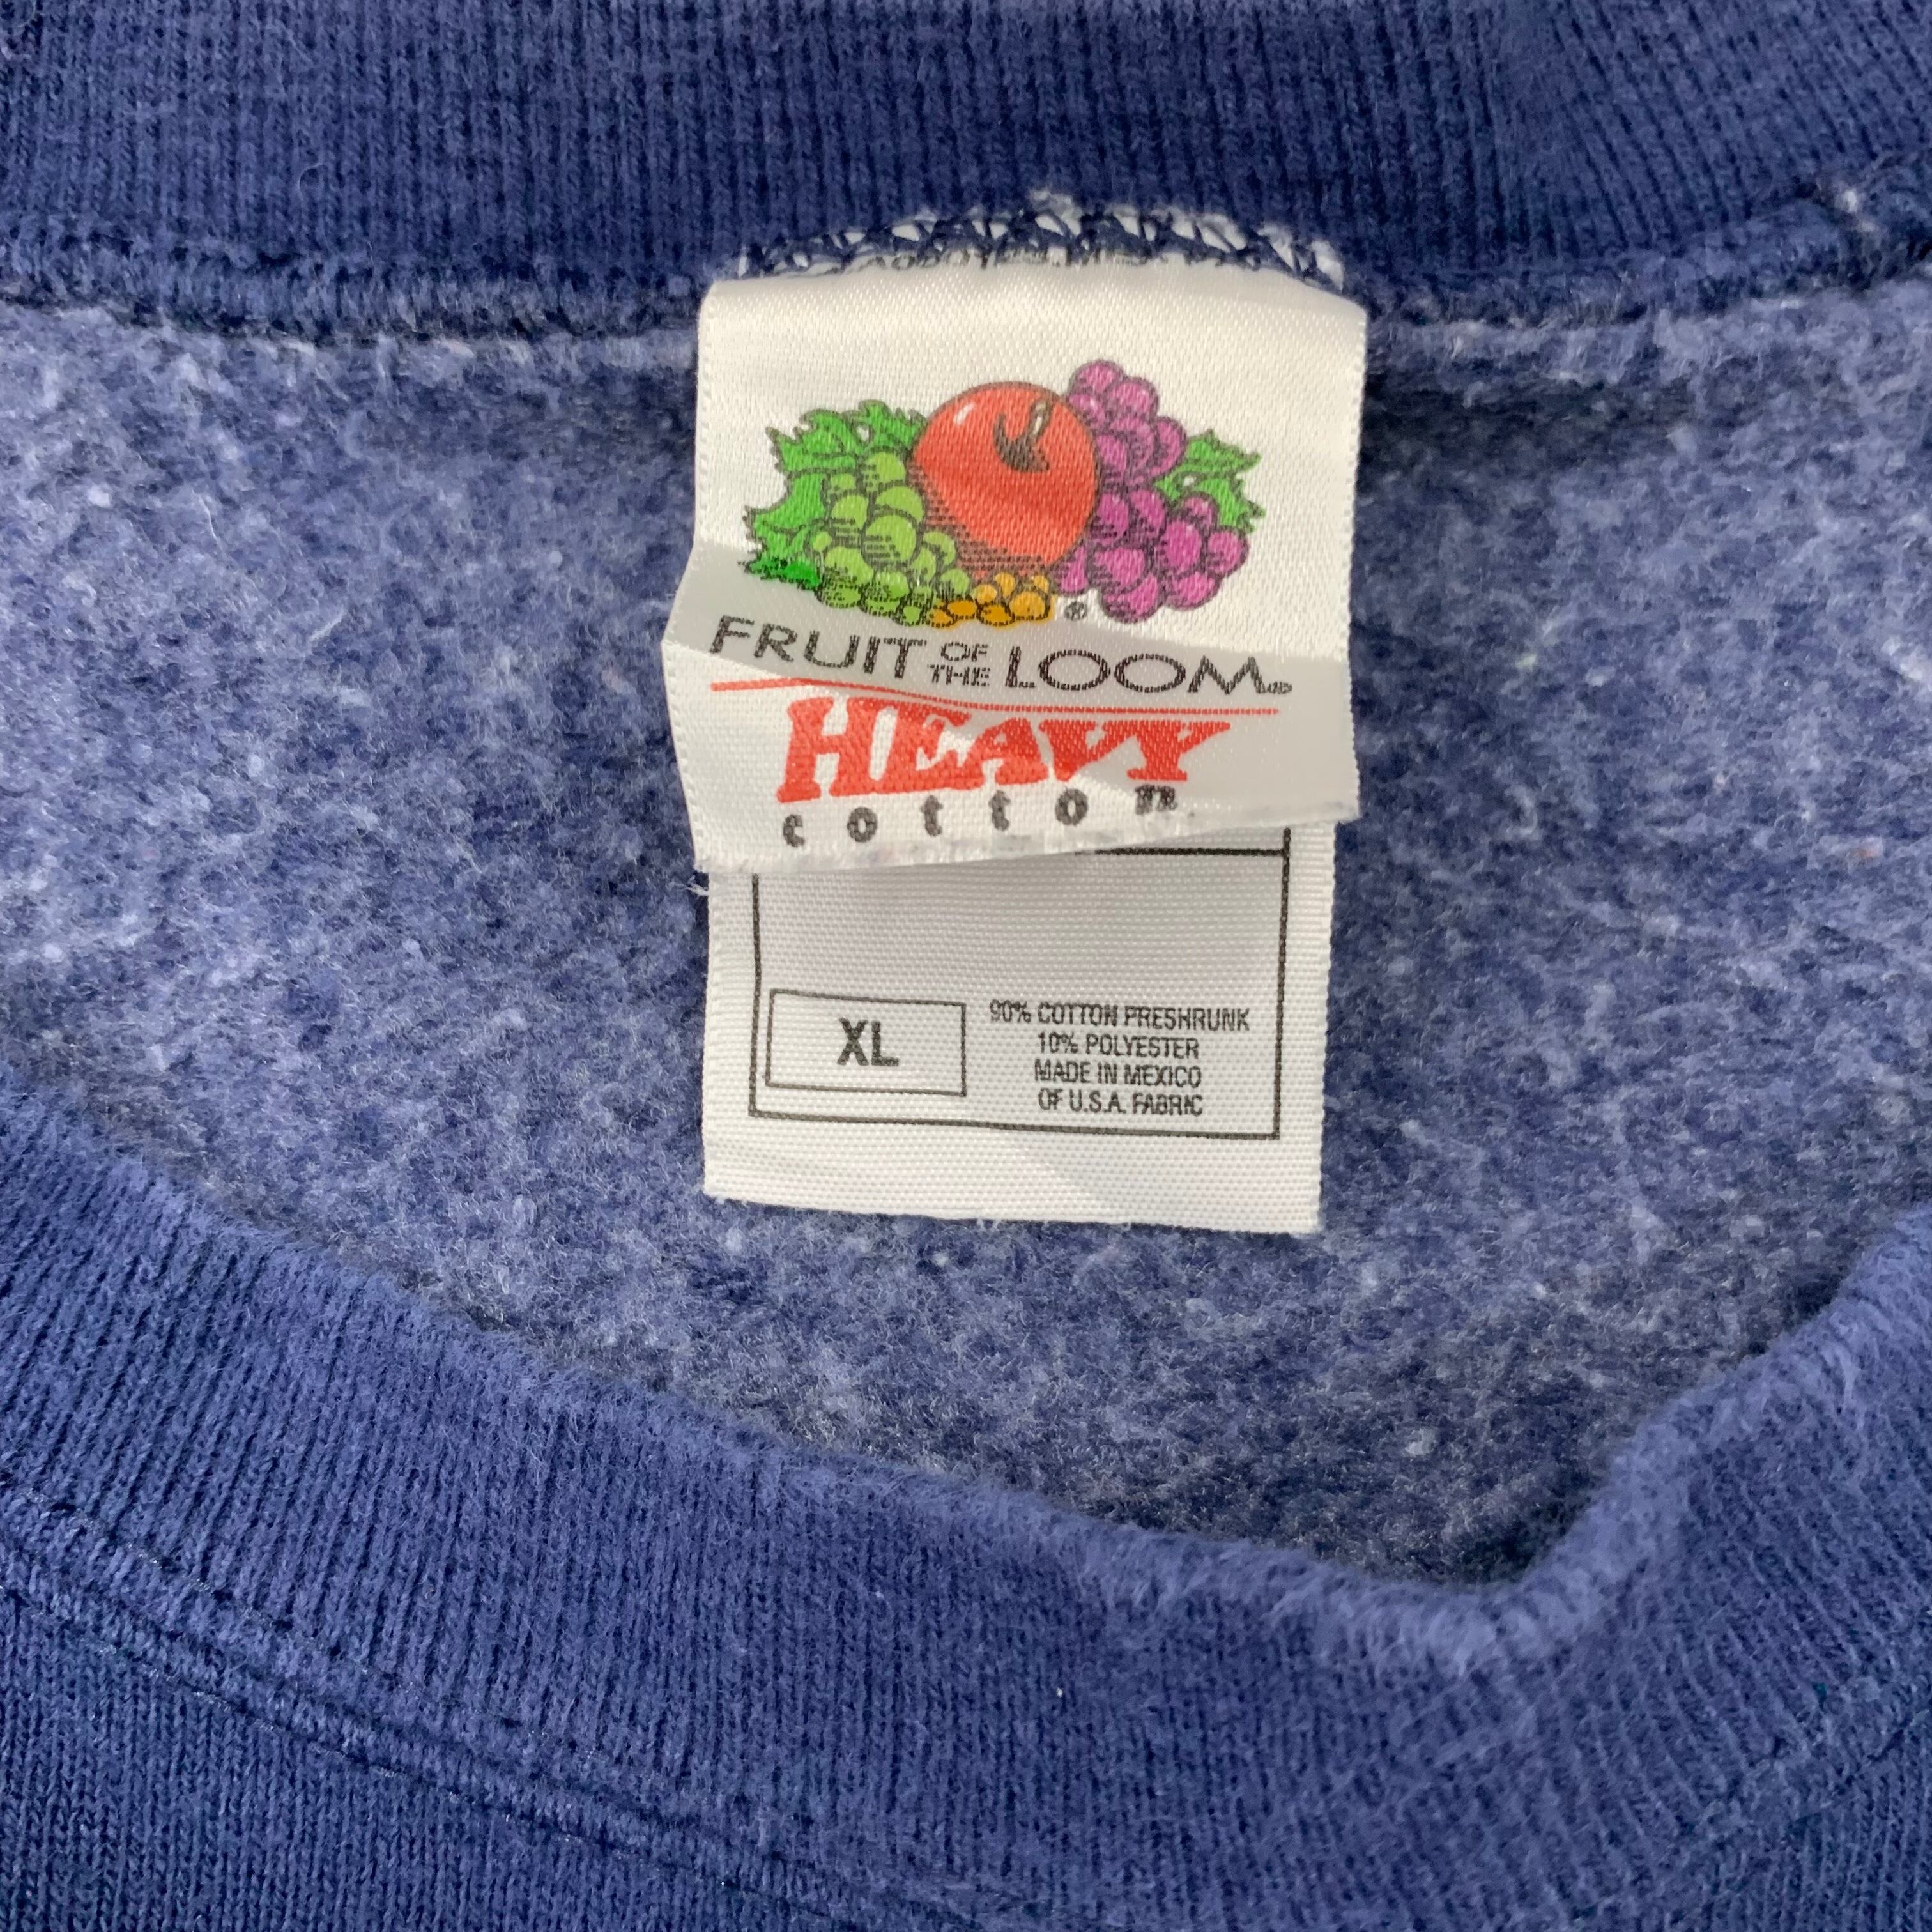 ®
FRUIT OF THE LOOM®
HEAVY
cotton
XL
90% COTTON PRESHRUNK
10% POLYESTER
MADE IN MEXICO
OF U.S.A. FABRIC